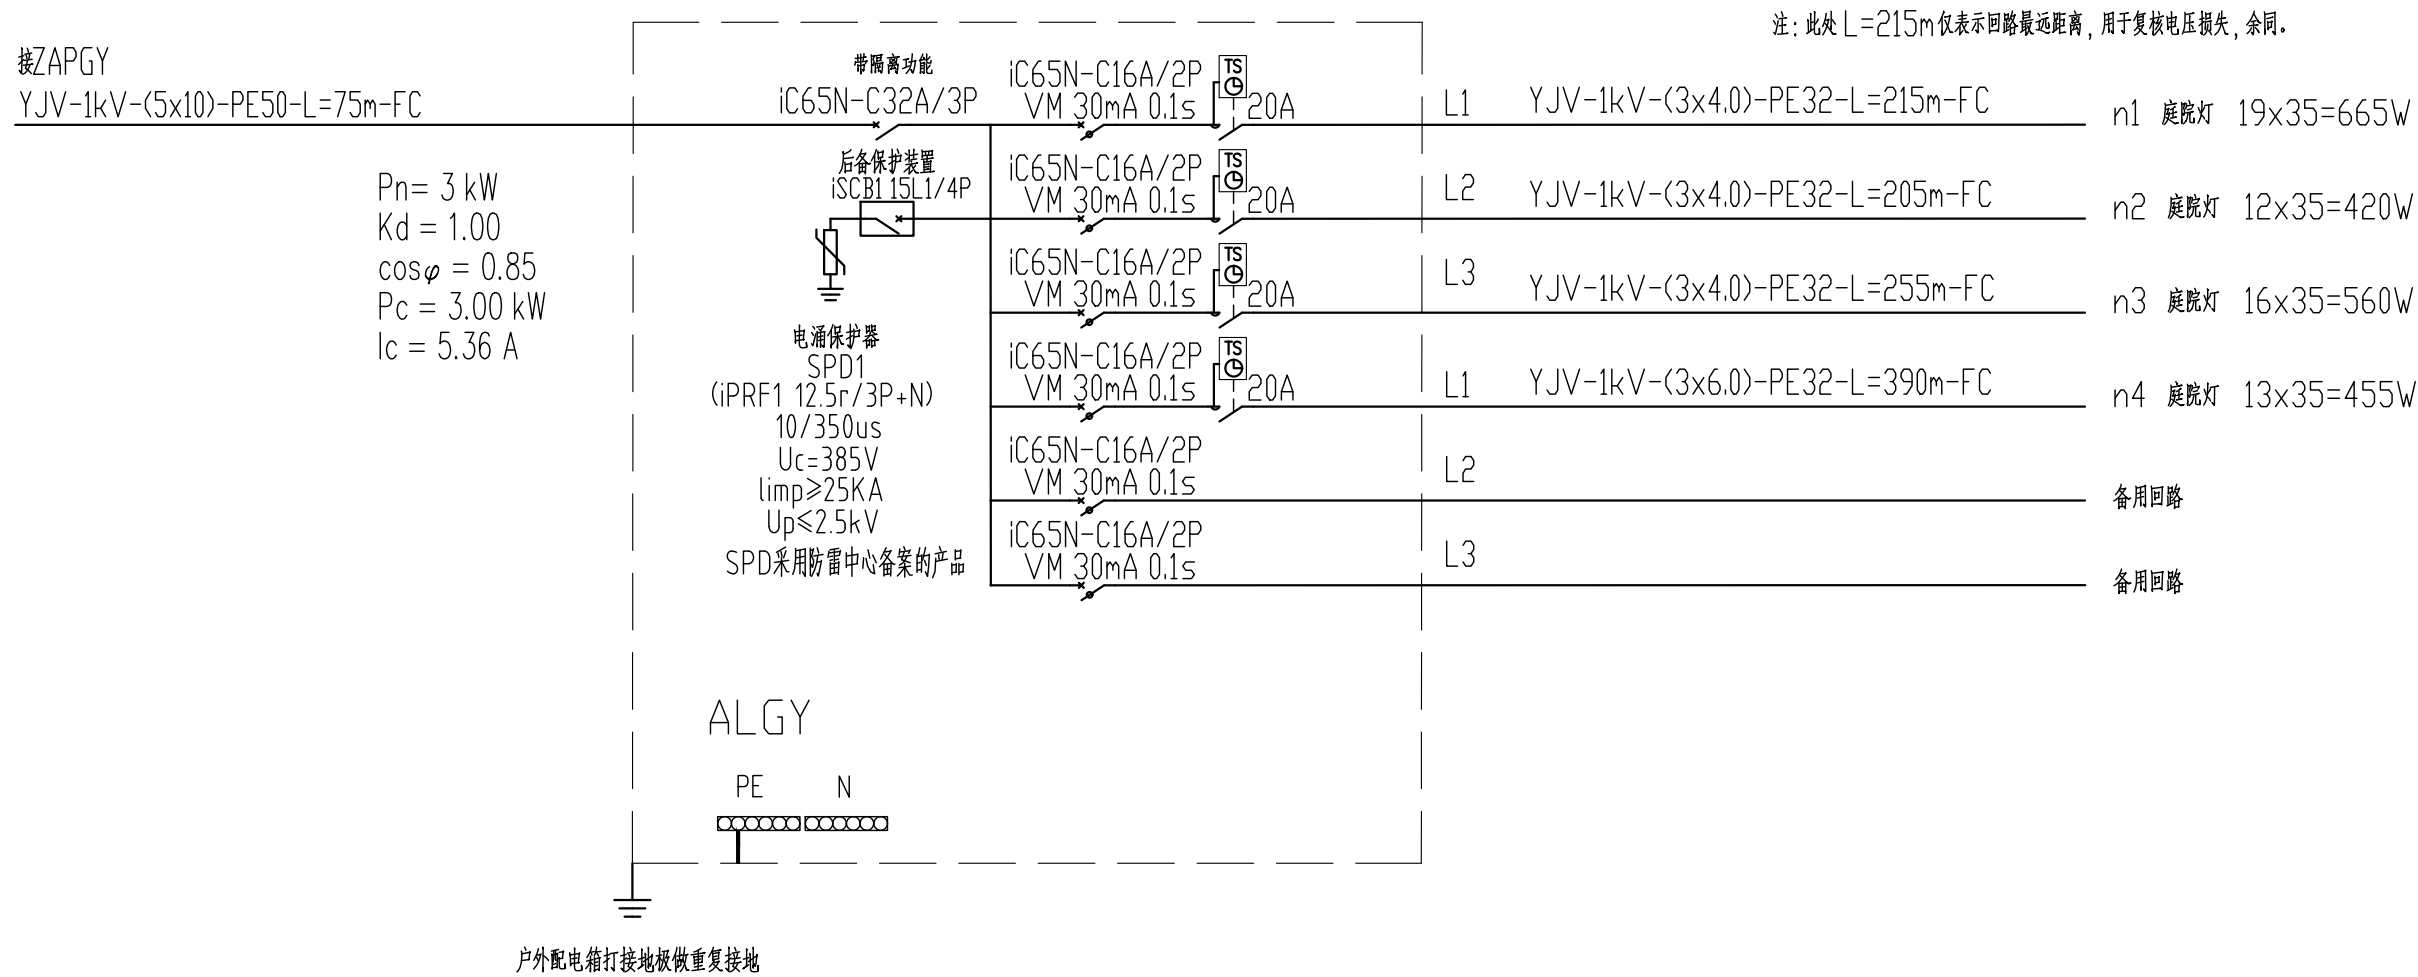 注：此处L=215m仅表示回路最远距离，用于复核电压损失，余同。
接ZAPGY
YJV-1kV-(5x10)-PE50-L=75m-FC
Pn= 3 kW
Kd = 1.00
cosφ = 0.85
Pc = 3.00 kW
Ic = 5.36 A
带隔离功能
iC65N-C32A/3P
后备保护装置
iSCB1 15L1/4P
电涌保护器
SPD1
(iPRF1 12.5r/3P+N)
10/350us
Uc=385V
limp≥25KA
Up≤2.5kV
SPD采用防雷中心备案的产品
iC65N-C16A/2P
VM 30mA 0.1s
TS
20A
L1
YJV-1kV-(3x4.0)-PE32-L=215m-FC
n1 庭院灯 19x35=665W
iC65N-C16A/2P
VM 30mA 0.1s
TS
20A
L2
YJV-1kV-(3x4.0)-PE32-L=205m-FC
n2 庭院灯 12x35=420W
iC65N-C16A/2P
VM 30mA 0.1s
TS
20A
L3
YJV-1kV-(3x4.0)-PE32-L=255m-FC
n3 庭院灯 16x35=560W
iC65N-C16A/2P
VM 30mA 0.1s
TS
20A
L1
YJV-1kV-(3x6.0)-PE32-L=390m-FC
n4 庭院灯 13x35=455W
iC65N-C16A/2P
VM 30mA 0.1s
L2
备用回路
iC65N-C16A/2P
VM 30mA 0.1s
L3
备用回路
ALGY
PE N
户外配电箱打接地极做重复接地